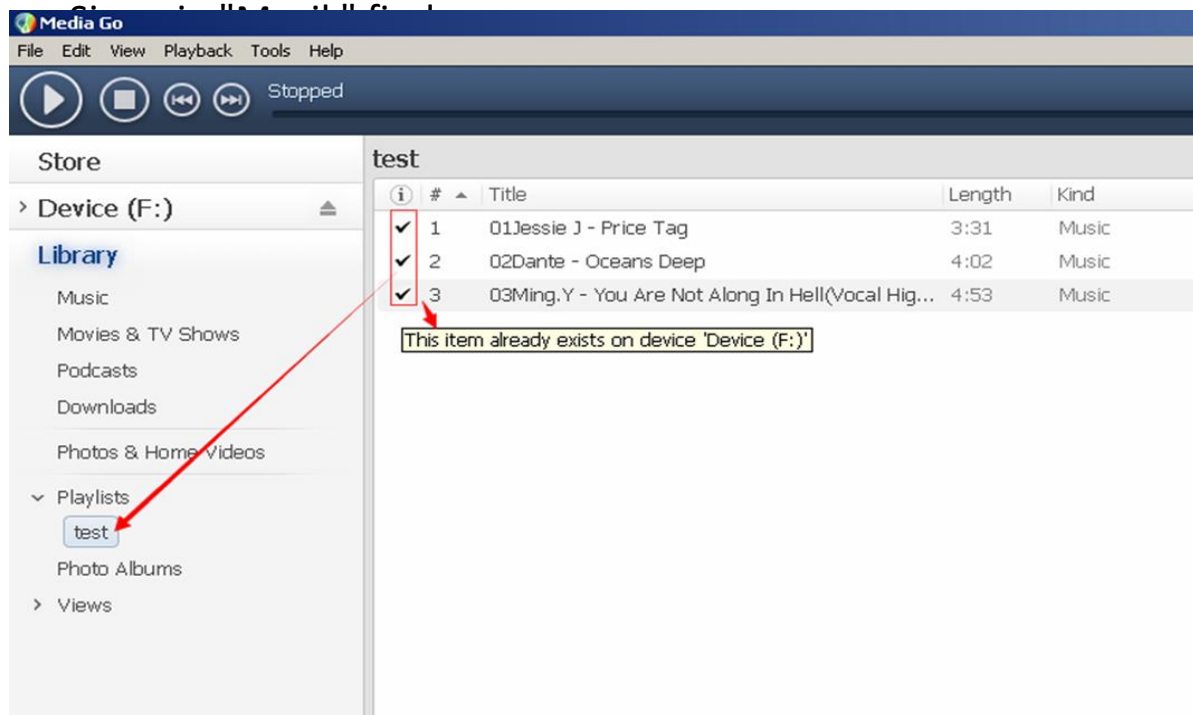 Media Go
File Edit View Playback Tools Help
Stopped
Store
Device (F:)
Library
Music
Movies & TV Shows
Podcasts
Downloads
Photos & Home Videos
Playlists
test
Photo Albums
Views
test
# Title Length Kind
1 01Jessie J - Price Tag 3:31 Music
2 02Dante - Oceans Deep 4:02 Music
3 03Ming.Y - You Are Not Along In Hell(Vocal Hig... 4:53 Music
This item already exists on device 'Device (F:)'